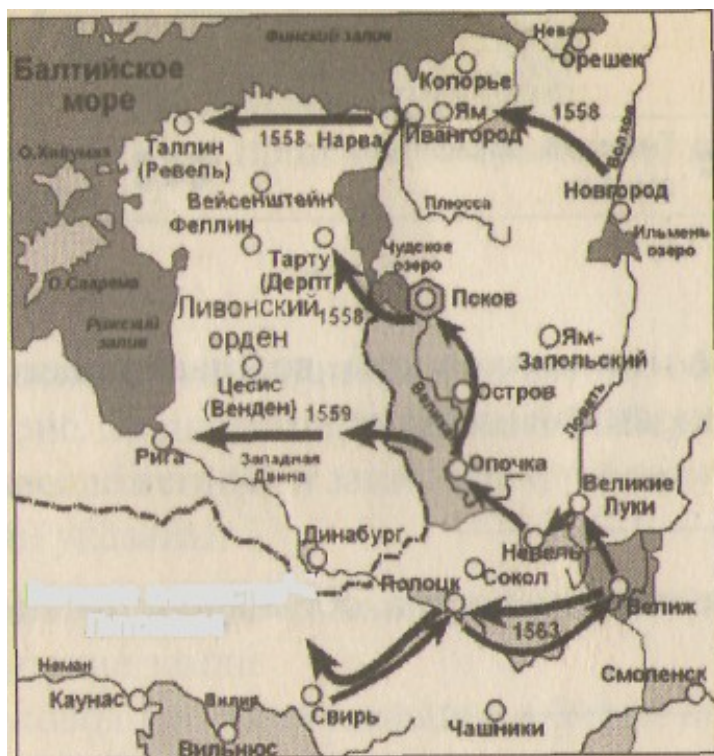 Финский залив
Нева
Орешек
Балтийское
море
Копорье
Ям
1558
Волхов
Таллин
(Ревель)
1558
Нарва
Ивангород
О.Хийумаа
Вейсенштейн
Плюсса
Новгород
Феллин
Ильмень
озеро
Тарту
(Дерпт)
Чудское
озеро
О.Сааремаа
Псков
Ливонский
орден
1558
Рижский
залив
Ям-
Запольский
Цесис
(Венден)
Остров
Ловать
1559
Рига
Западная
Двина
Опочка
Великие
Луки
Динабург
Невель
Сокол
Полоцк
Велиж
1563
Неман
Смоленск
Каунас
Вилия
Свирь
Чашники
Вильнюс